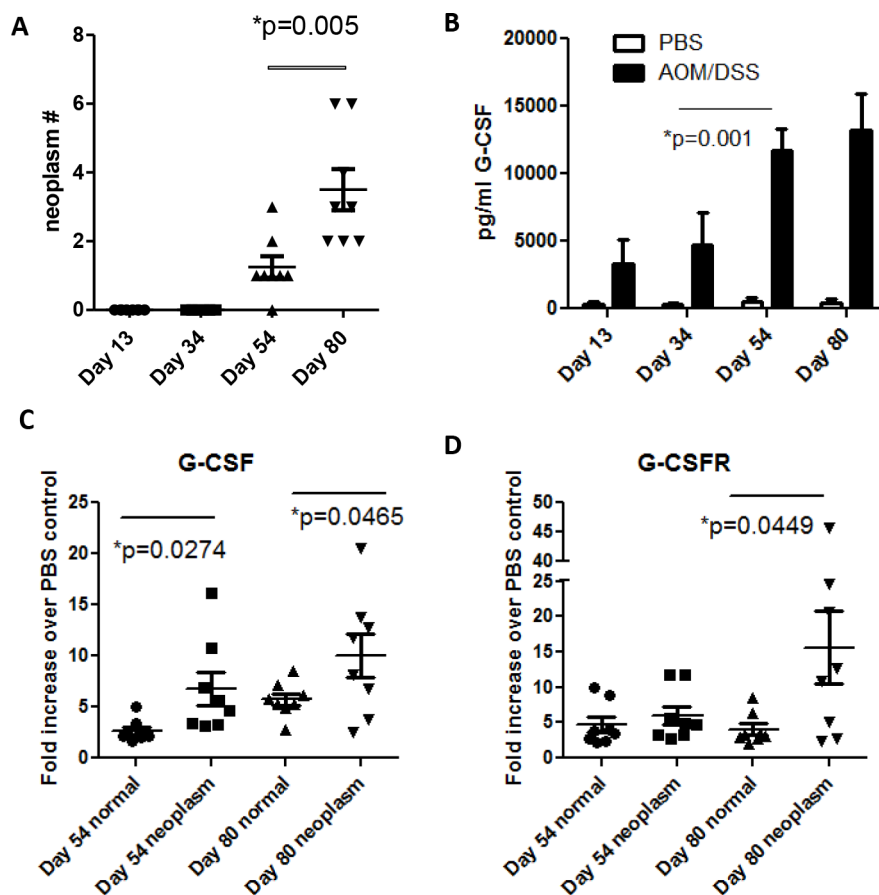 A
*p=0.005
neoplasm #
8
6
4
2
0
Day 13
Day 34
Day 54
Day 80
B
pg/ml G-CSF
20000
15000
10000
5000
0
PBS
AOM/DSS
*p=0.001
Day 13
Day 34
Day 54
Day 80
C
G-CSF
Fold increase over PBS control
25
20
15
10
5
0
*p=0.0274
*p=0.0465
Day 54 normal
Day 54 neoplasm
Day 80 normal
Day 80 neoplasm
D
G-CSFR
Fold increase over PBS control
50
45
40
25
20
15
10
5
0
*p=0.0449
Day 54 normal
Day 54 neoplasm
Day 80 normal
Day 80 neoplasm